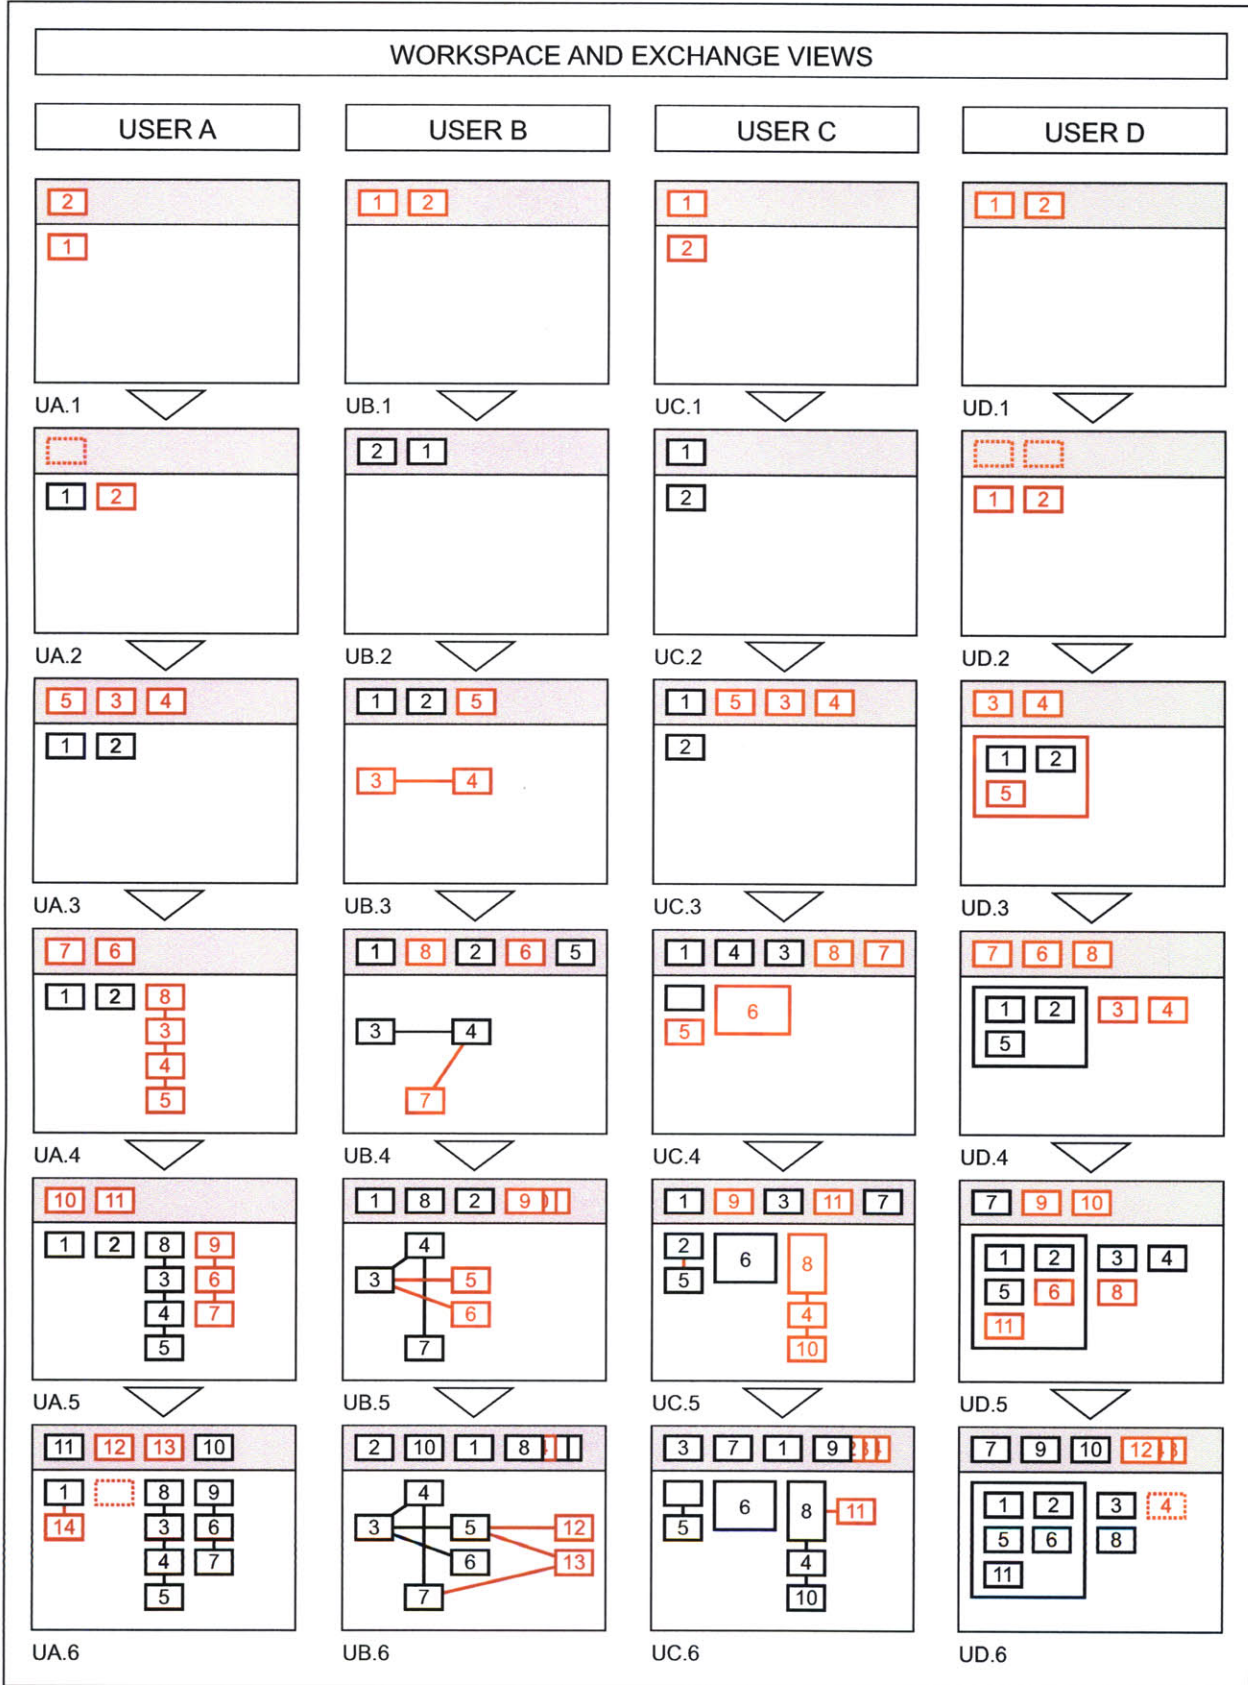 WORKSPACE AND EXCHANGE VIEWS
USER A USER B USER C USER D
2 1 2 1 1 2
1 2
UA.1 UB.1 UC.1 UD.1
2 1 1
1 2 2 1 2
UA.2 UB.2 UC.2 UD.2
5 3 4 1 2 5 1 5 3 4 3 4
1 2 2 1 2
3 4 5
UA.3 UB.3 UC.3 UD.3
7 6 1 8 2 6 5 1 4 3 8 7 7 6 8
1 2 8 6 1 2 3 4
3 3 4 5 5
4
5 7
UA.4 UB.4 UC.4 UD.4
10 11 1 8 2 9 1 9 3 11 7 7 9 10
1 2 8 9 4 2 6 8 1 2 3 4
3 6 3 5 5 5 6 8
4 7 6 4 11
5 7 10
UA.5 UB.5 UC.5 UD.5
11 12 13 10 2 10 1 8 3 7 1 9 7 9 10 12
1 8 9 4 6 8 11 1 2 3 4
14 3 6 3 5 12 5 5 6 8
4 7 6 13 4 11
5 7 10
UA.6 UB.6 UC.6 UD.6